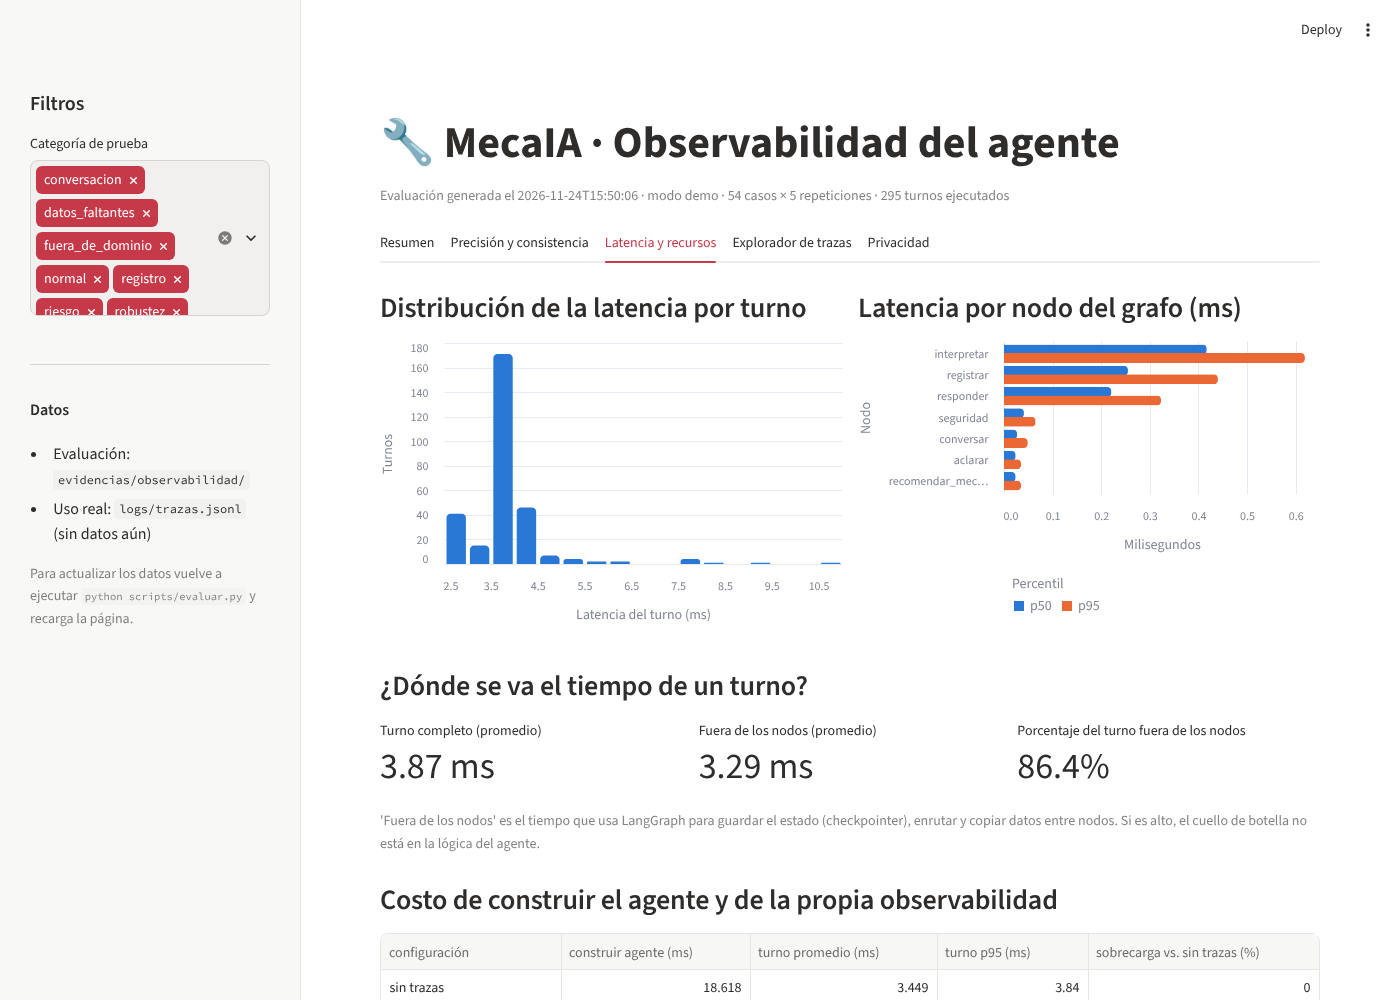 Deploy
Filtros
Categoría de prueba
conversacion ×
datos_faltantes ×
fuera_de_dominio ×
normal × registro ×
riesgo × robustez ×
Datos
Evaluación:
evidencias/observabilidad/
Uso real: logs/trazas.jsonl
(sin datos aún)
Para actualizar los datos vuelve a
ejecutar python scripts/evaluar.py y
recarga la página.
MecaIA · Observabilidad del agente
Evaluación generada el 2026-11-24T15:50:06 · modo demo · 54 casos × 5 repeticiones · 295 turnos ejecutados
Resumen Precisión y consistencia Latencia y recursos Explorador de trazas Privacidad
Distribución de la latencia por turno
180
160
140
120
100
80
60
40
20
0
Turnos
2.5 3.5 4.5 5.5 6.5 7.5 8.5 9.5 10.5
Latencia del turno (ms)
Latencia por nodo del grafo (ms)
Nodo
interpretar
registrar
responder
seguridad
conversar
aclarar
recomendar_mec…
0.0 0.1 0.2 0.3 0.4 0.5 0.6
Milisegundos
Percentil
p50 p95
¿Dónde se va el tiempo de un turno?
Turno completo (promedio)
3.87 ms
Fuera de los nodos (promedio)
3.29 ms
Porcentaje del turno fuera de los nodos
86.4%
'Fuera de los nodos' es el tiempo que usa LangGraph para guardar el estado (checkpointer), enrutar y copiar datos entre nodos. Si es alto, el cuello de botella no
está en la lógica del agente.
Costo de construir el agente y de la propia observabilidad
configuración construir agente (ms) turno promedio (ms) turno p95 (ms) sobrecarga vs. sin trazas (%)
sin trazas 18.618 3.449 3.84 0